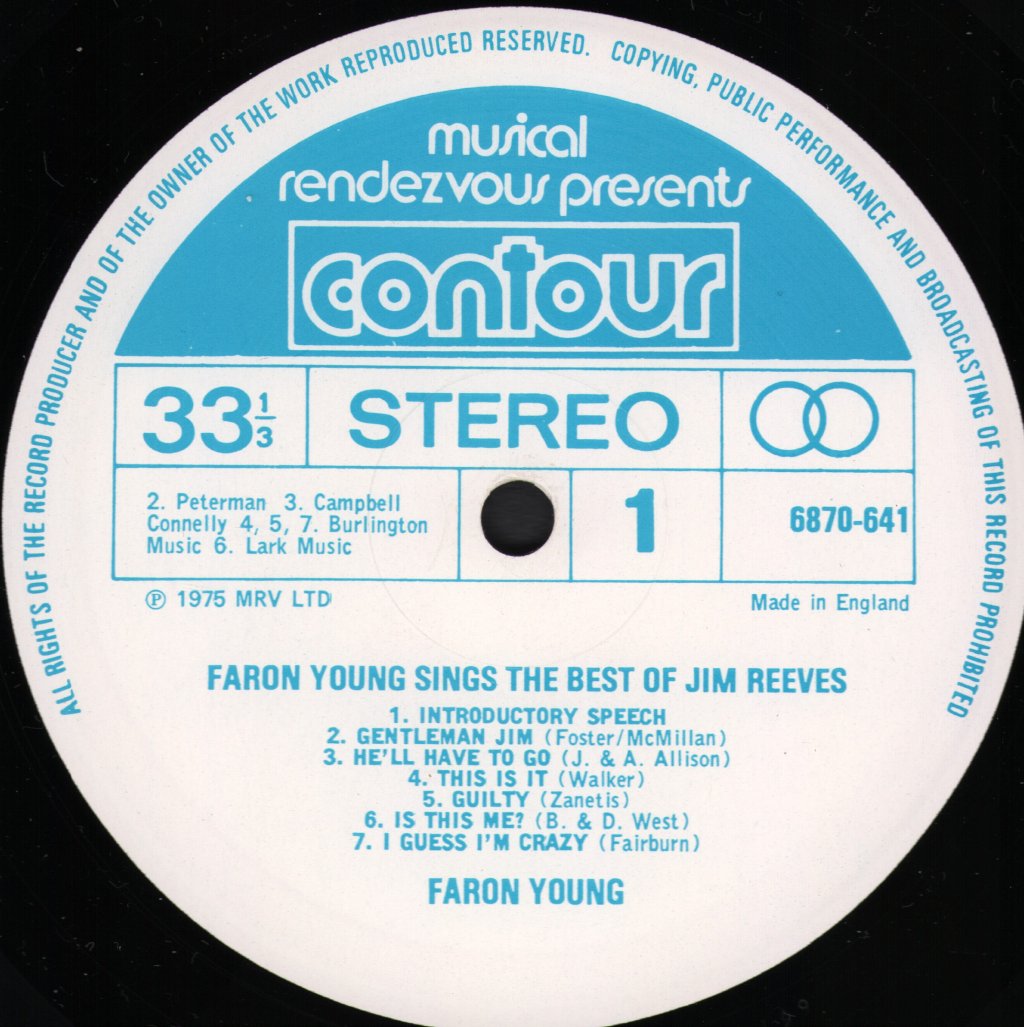 ALL RIGHTS OF THE RECORD PRODUCER AND OF THE OWNER OF THE WORK REPRODUCED RESERVED. COPYING, PUBLIC PERFORMANCE AND BROADCASTING OF THIS RECORD PROHIBITED
musical
rendezvous presents
contour
33 1/3
STEREO
2. Peterman 3. Campbell
Connelly 4, 5, 7. Burlington
Music 6. Lark Music
1
6870-641
Ⓟ 1975 MRV LTD
Made in England
FARON YOUNG SINGS THE BEST OF JIM REEVES
1. INTRODUCTORY SPEECH
2. GENTLEMAN JIM (Foster/McMillan)
3. HE'LL HAVE TO GO (J. & A. Allison)
4. THIS IS IT (Walker)
5. GUILTY (Zanetis)
6. IS THIS ME? (B. & D. West)
7. I GUESS I'M CRAZY (Fairburn)
FARON YOUNG